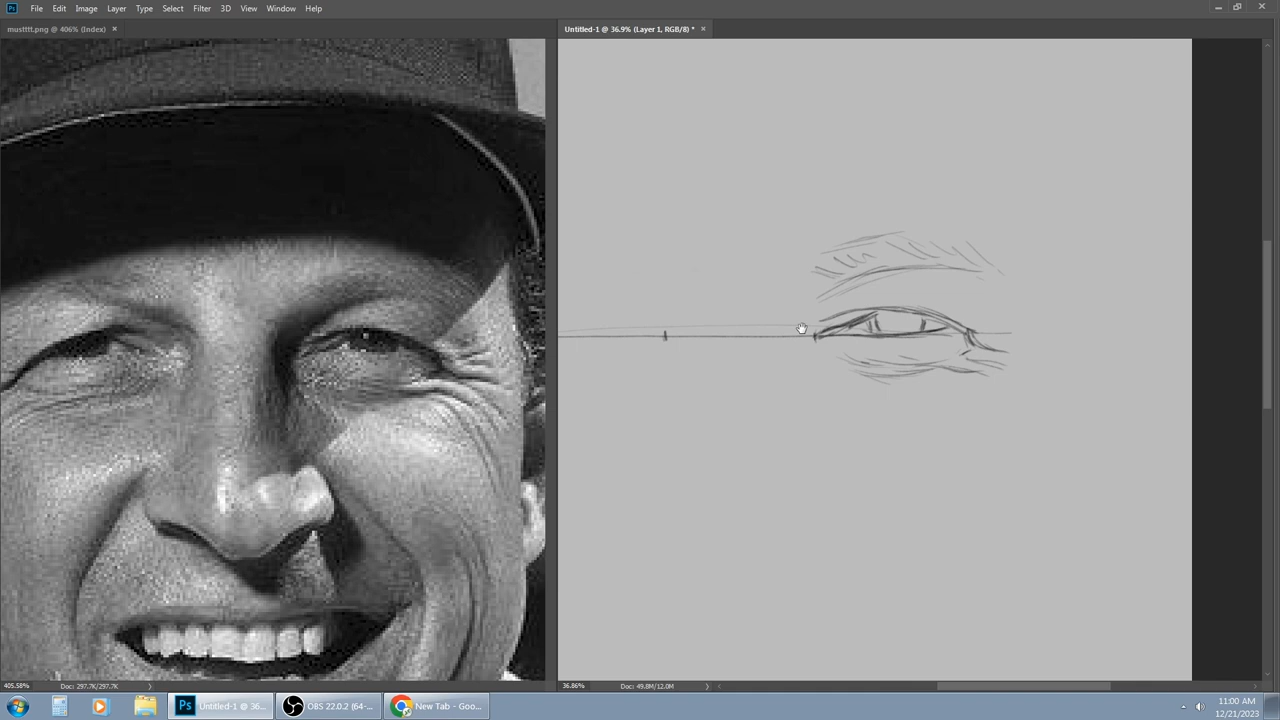 Ps File Edit Image Layer Type Select Filter 3D View Window Help
mustttt.png @ 406% (Index) ×
Untitled-1 @ 36.9% (Layer 1, RGB/8) * ×
405.58% Doc: 297.7K/297.7K
36.86% Doc: 49.8M/12.0M
Ps Untitled-1 @ 36... OBS 22.0.2 (64-... New Tab - Goo...
11:00 AM
12/21/2023